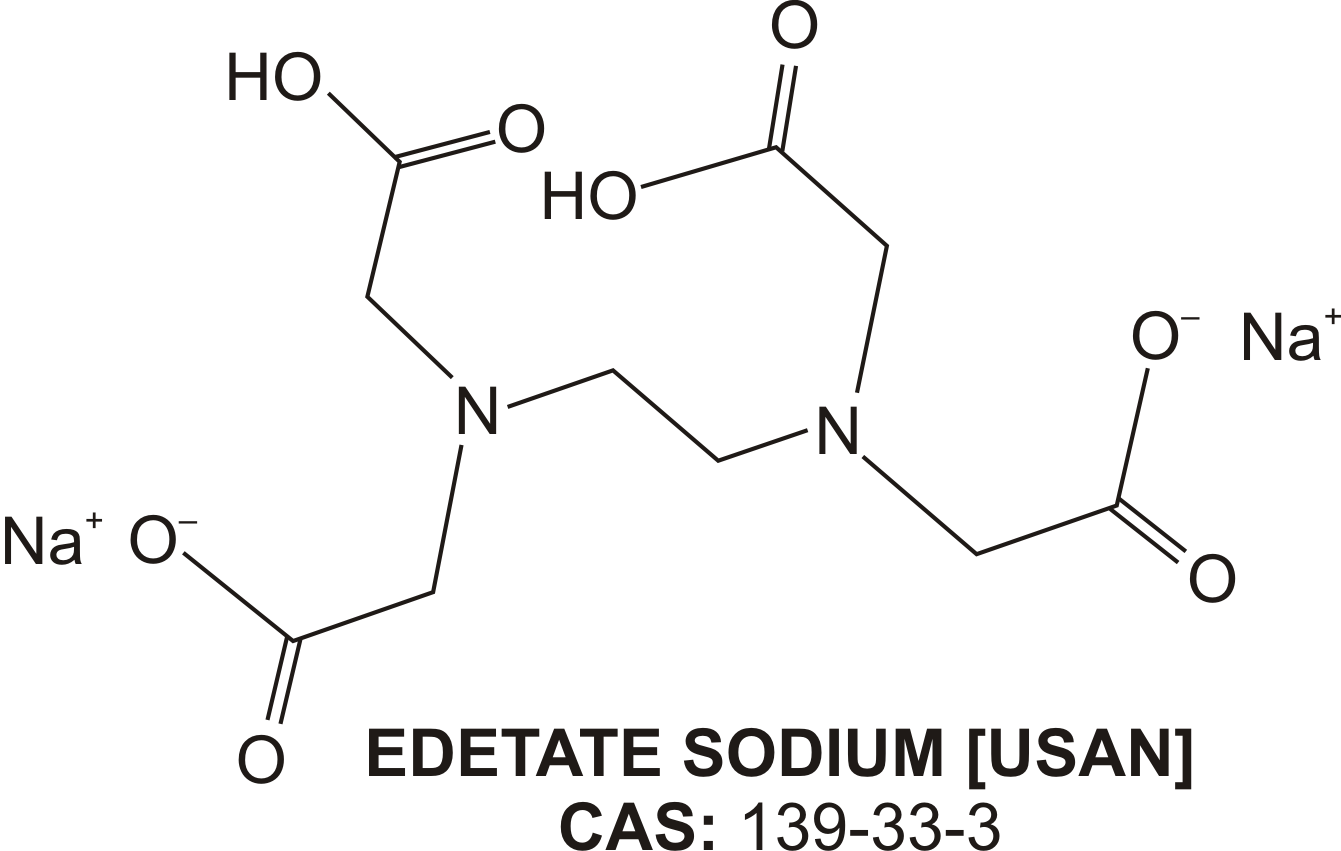 O
HO
O
HO
O⁻ Na⁺
N
N
Na⁺ O⁻
O
O
EDETATE SODIUM [USAN]
CAS: 139-33-3